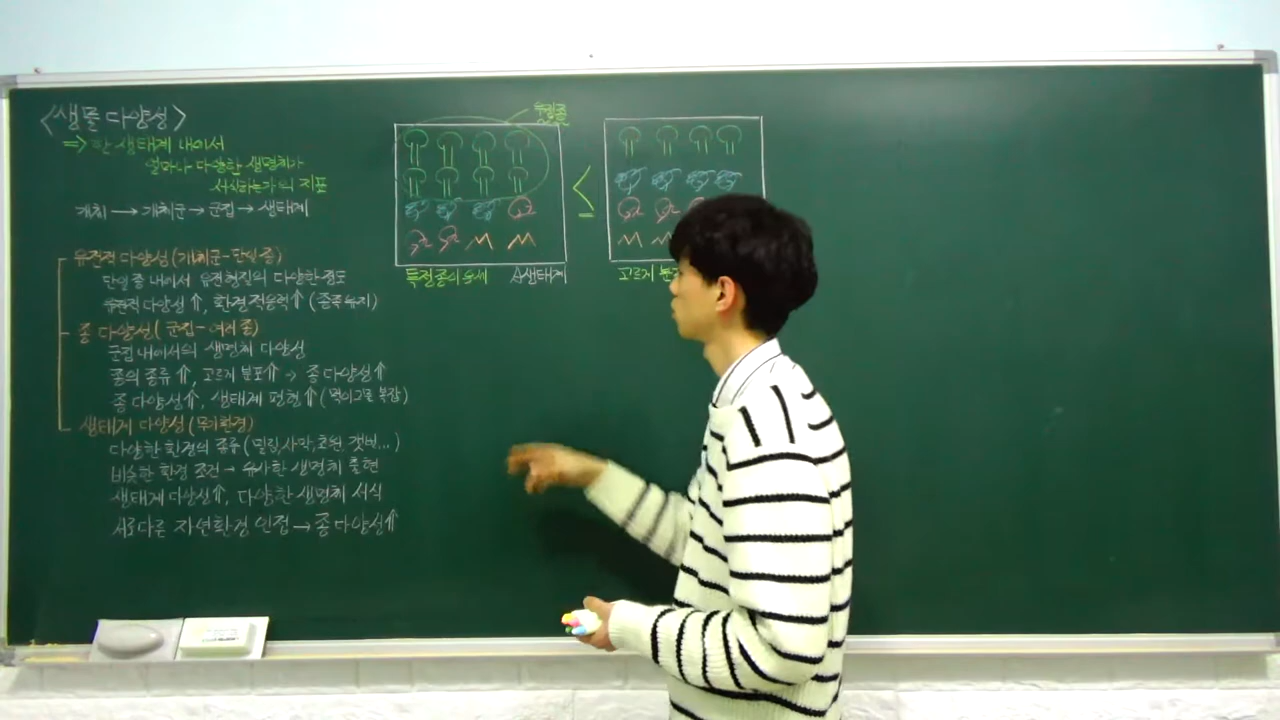 <생물 다양성>
=> 한 생태계 내에서
얼마나 다양한 생명체가
서식하는가의 지표
개체 → 개체군 → 군집 → 생태계
유전적 다양성 (개체군-단일종)
단일종 내에서 유전형질의 다양한 정도
유전적 다양성⇑, 환경적응력⇑ (종족유지)
종 다양성 (군집-여러종)
군집 내에서의 생명체 다양성
종의 종류⇑, 고르게 분포⇑ → 종다양성⇑
종 다양성⇑, 생태계 평형⇑ (먹이그물 복잡)
생태계 다양성 (무기환경)
다양한 환경의 종류 (밀림, 사막, 초원, 갯벌...)
비슷한 환경 조건 → 유사한 생명체 출현
생태계 다양성⇑, 다양한 생명체 서식
서로다른 자연환경 인접 → 종다양성⇑
우점종
≤
특정종이 우세 A생태계
고르게